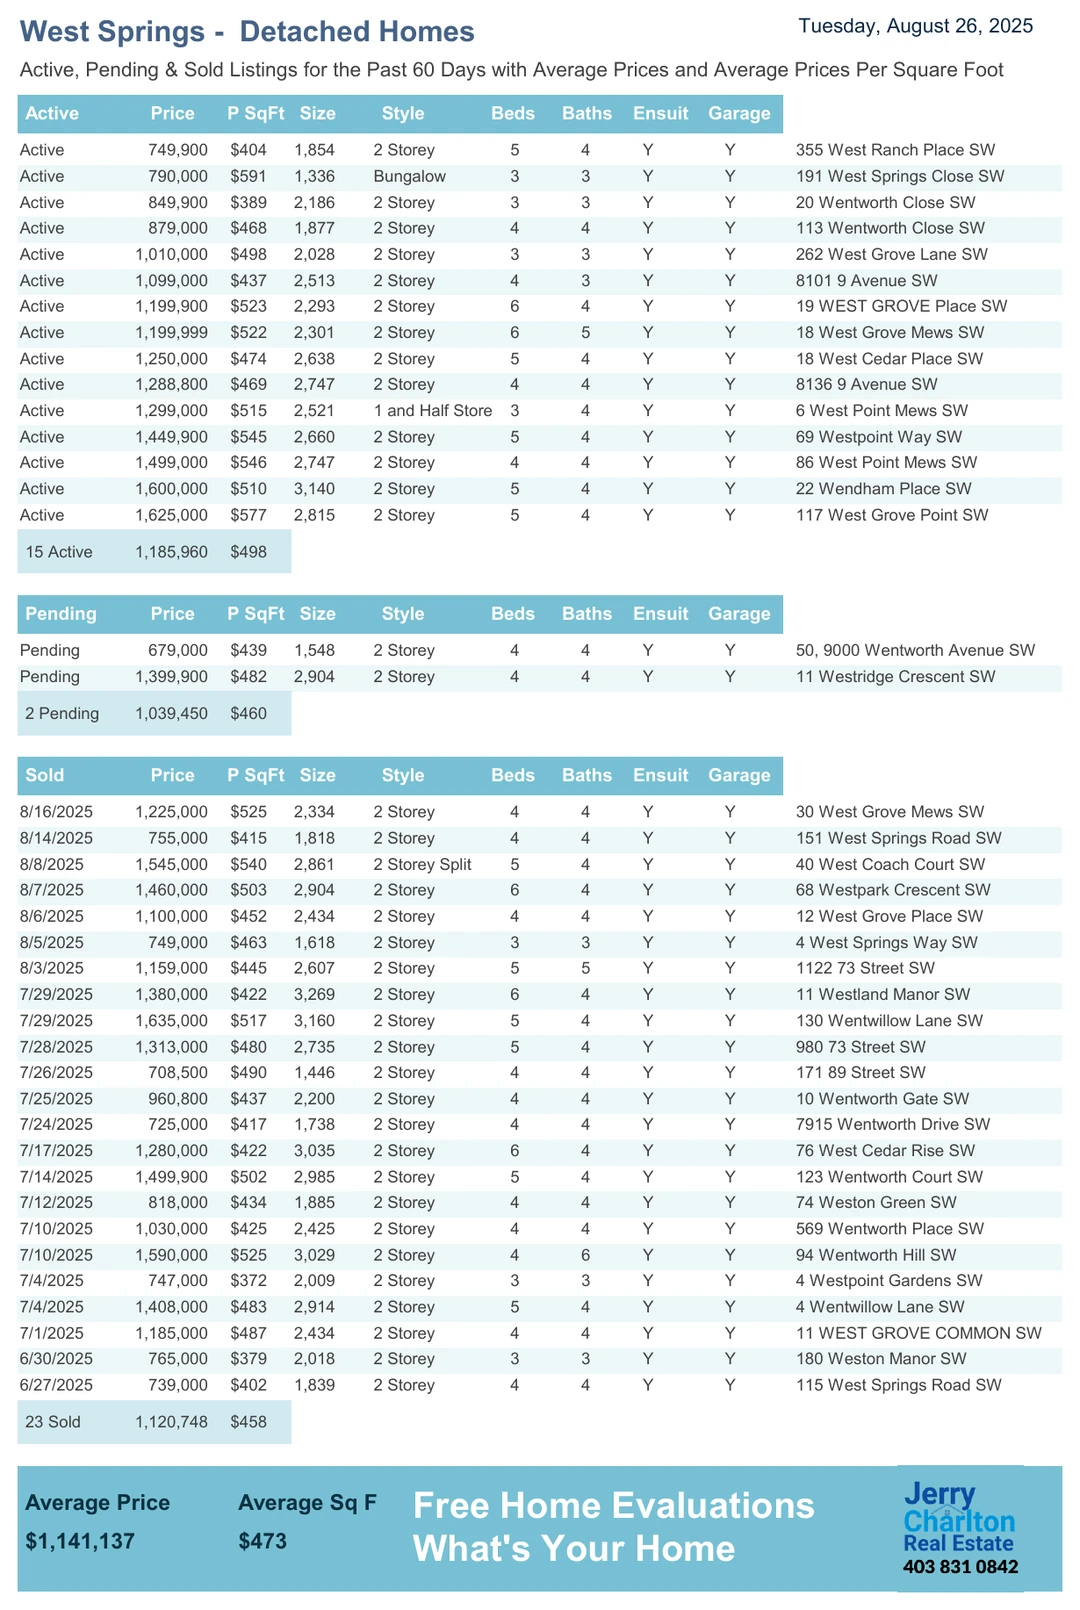 West Springs - Detached Homes
Tuesday, August 26, 2025
Active, Pending & Sold Listings for the Past 60 Days with Average Prices and Average Prices Per Square Foot
Active Price P SqFt Size Style Beds Baths Ensuit Garage
Active 749,900 $404 1,854 2 Storey 5 4 Y Y 355 West Ranch Place SW
Active 790,000 $591 1,336 Bungalow 3 3 Y Y 191 West Springs Close SW
Active 849,900 $389 2,186 2 Storey 3 3 Y Y 20 Wentworth Close SW
Active 879,000 $468 1,877 2 Storey 4 4 Y Y 113 Wentworth Close SW
Active 1,010,000 $498 2,028 2 Storey 3 3 Y Y 262 West Grove Lane SW
Active 1,099,000 $437 2,513 2 Storey 4 3 Y Y 8101 9 Avenue SW
Active 1,199,900 $523 2,293 2 Storey 6 4 Y Y 19 WEST GROVE Place SW
Active 1,199,999 $522 2,301 2 Storey 6 5 Y Y 18 West Grove Mews SW
Active 1,250,000 $474 2,638 2 Storey 5 4 Y Y 18 West Cedar Place SW
Active 1,288,800 $469 2,747 2 Storey 4 4 Y Y 8136 9 Avenue SW
Active 1,299,000 $515 2,521 1 and Half Store 3 4 Y Y 6 West Point Mews SW
Active 1,449,900 $545 2,660 2 Storey 5 4 Y Y 69 Westpoint Way SW
Active 1,499,000 $546 2,747 2 Storey 4 4 Y Y 86 West Point Mews SW
Active 1,600,000 $510 3,140 2 Storey 5 4 Y Y 22 Wendham Place SW
Active 1,625,000 $577 2,815 2 Storey 5 4 Y Y 117 West Grove Point SW
15 Active 1,185,960 $498
Pending Price P SqFt Size Style Beds Baths Ensuit Garage
Pending 679,000 $439 1,548 2 Storey 4 4 Y Y 50, 9000 Wentworth Avenue SW
Pending 1,399,900 $482 2,904 2 Storey 4 4 Y Y 11 Westridge Crescent SW
2 Pending 1,039,450 $460
Sold Price P SqFt Size Style Beds Baths Ensuit Garage
8/16/2025 1,225,000 $525 2,334 2 Storey 4 4 Y Y 30 West Grove Mews SW
8/14/2025 755,000 $415 1,818 2 Storey 4 4 Y Y 151 West Springs Road SW
8/8/2025 1,545,000 $540 2,861 2 Storey Split 5 4 Y Y 40 West Coach Court SW
8/7/2025 1,460,000 $503 2,904 2 Storey 6 4 Y Y 68 Westpark Crescent SW
8/6/2025 1,100,000 $452 2,434 2 Storey 4 4 Y Y 12 West Grove Place SW
8/5/2025 749,000 $463 1,618 2 Storey 3 3 Y Y 4 West Springs Way SW
8/3/2025 1,159,000 $445 2,607 2 Storey 5 5 Y Y 1122 73 Street SW
7/29/2025 1,380,000 $422 3,269 2 Storey 6 4 Y Y 11 Westland Manor SW
7/29/2025 1,635,000 $517 3,160 2 Storey 5 4 Y Y 130 Wentwillow Lane SW
7/28/2025 1,313,000 $480 2,735 2 Storey 5 4 Y Y 980 73 Street SW
7/26/2025 708,500 $490 1,446 2 Storey 4 4 Y Y 171 89 Street SW
7/25/2025 960,800 $437 2,200 2 Storey 4 4 Y Y 10 Wentworth Gate SW
7/24/2025 725,000 $417 1,738 2 Storey 4 4 Y Y 7915 Wentworth Drive SW
7/17/2025 1,280,000 $422 3,035 2 Storey 6 4 Y Y 76 West Cedar Rise SW
7/14/2025 1,499,900 $502 2,985 2 Storey 5 4 Y Y 123 Wentworth Court SW
7/12/2025 818,000 $434 1,885 2 Storey 4 4 Y Y 74 Weston Green SW
7/10/2025 1,030,000 $425 2,425 2 Storey 4 4 Y Y 569 Wentworth Place SW
7/10/2025 1,590,000 $525 3,029 2 Storey 4 6 Y Y 94 Wentworth Hill SW
7/4/2025 747,000 $372 2,009 2 Storey 3 3 Y Y 4 Westpoint Gardens SW
7/4/2025 1,408,000 $483 2,914 2 Storey 5 4 Y Y 4 Wentwillow Lane SW
7/1/2025 1,185,000 $487 2,434 2 Storey 4 4 Y Y 11 WEST GROVE COMMON SW
6/30/2025 765,000 $379 2,018 2 Storey 3 3 Y Y 180 Weston Manor SW
6/27/2025 739,000 $402 1,839 2 Storey 4 4 Y Y 115 West Springs Road SW
23 Sold 1,120,748 $458
Average Price Average Sq F
$1,141,137 $473
Free Home Evaluations
What's Your Home
Jerry
Charlton
Real Estate
403 831 0842